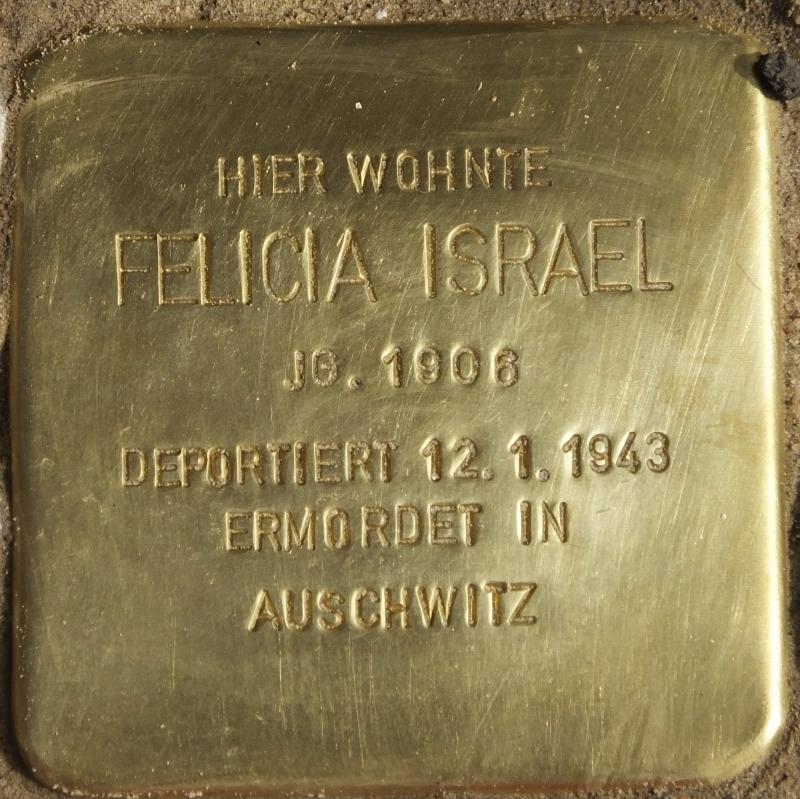 HIER WOHNTE
FELICIA ISRAEL
JG. 1906
DEPORTIERT 12.1.1943
ERMORDET IN
AUSCHWITZ